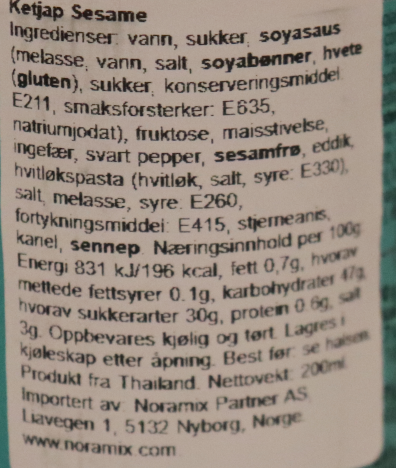 Ketjap Sesame
Ingredienser: vann, sukker, soyasaus
(melasse, vann, salt, soyabønner, hvete
(gluten), sukker, konserveringsmiddel:
E211, smaksforsterker: E635,
natriumjodat), fruktose, maisstivelse,
ingefær, svart pepper, sesamfrø, eddik,
hvitløkspasta (hvitløk, salt, syre: E330),
salt, melasse, syre: E260,
fortykningsmiddel: E415, stjerneanis,
kanel, sennep. Næringsinnhold per 100g:
Energi 831 kJ/196 kcal, fett 0,7g, hvorav
mettede fettsyrer 0.1g, karbohydrater 47g,
hvorav sukkerarter 30g, protein 0.6g, salt
3g. Oppbevares kjølig og tørt. Lagres i
kjøleskap etter åpning. Best før: se halsen.
Produkt fra Thailand. Nettovekt: 200ml.
Importert av: Noramix Partner AS,
Liavegen 1, 5132 Nyborg, Norge.
www.noramix.com